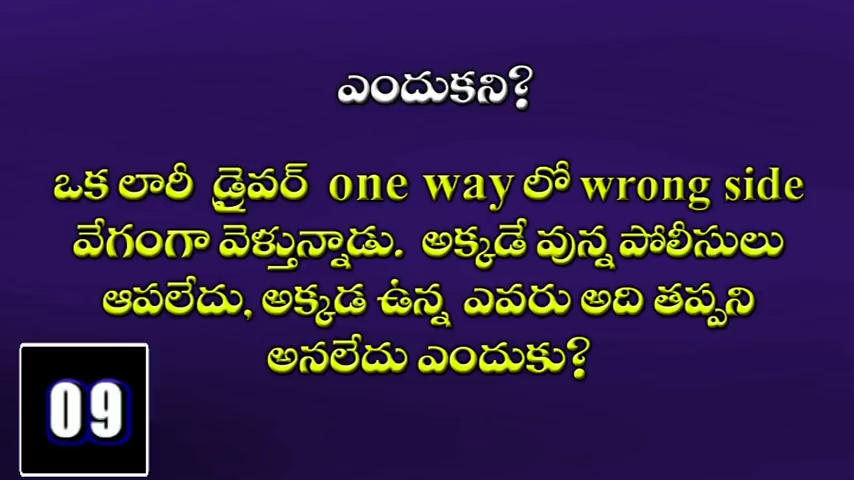 ఎందుకని?
ఒక లారీ డ్రైవర్ one way లో wrong side
వేగంగా వెళ్తున్నాడు. అక్కడే వున్న పోలీసులు
ఆపలేదు, అక్కడ ఉన్న ఎవరు అది తప్పని
అనలేదు ఎందుకు?
09